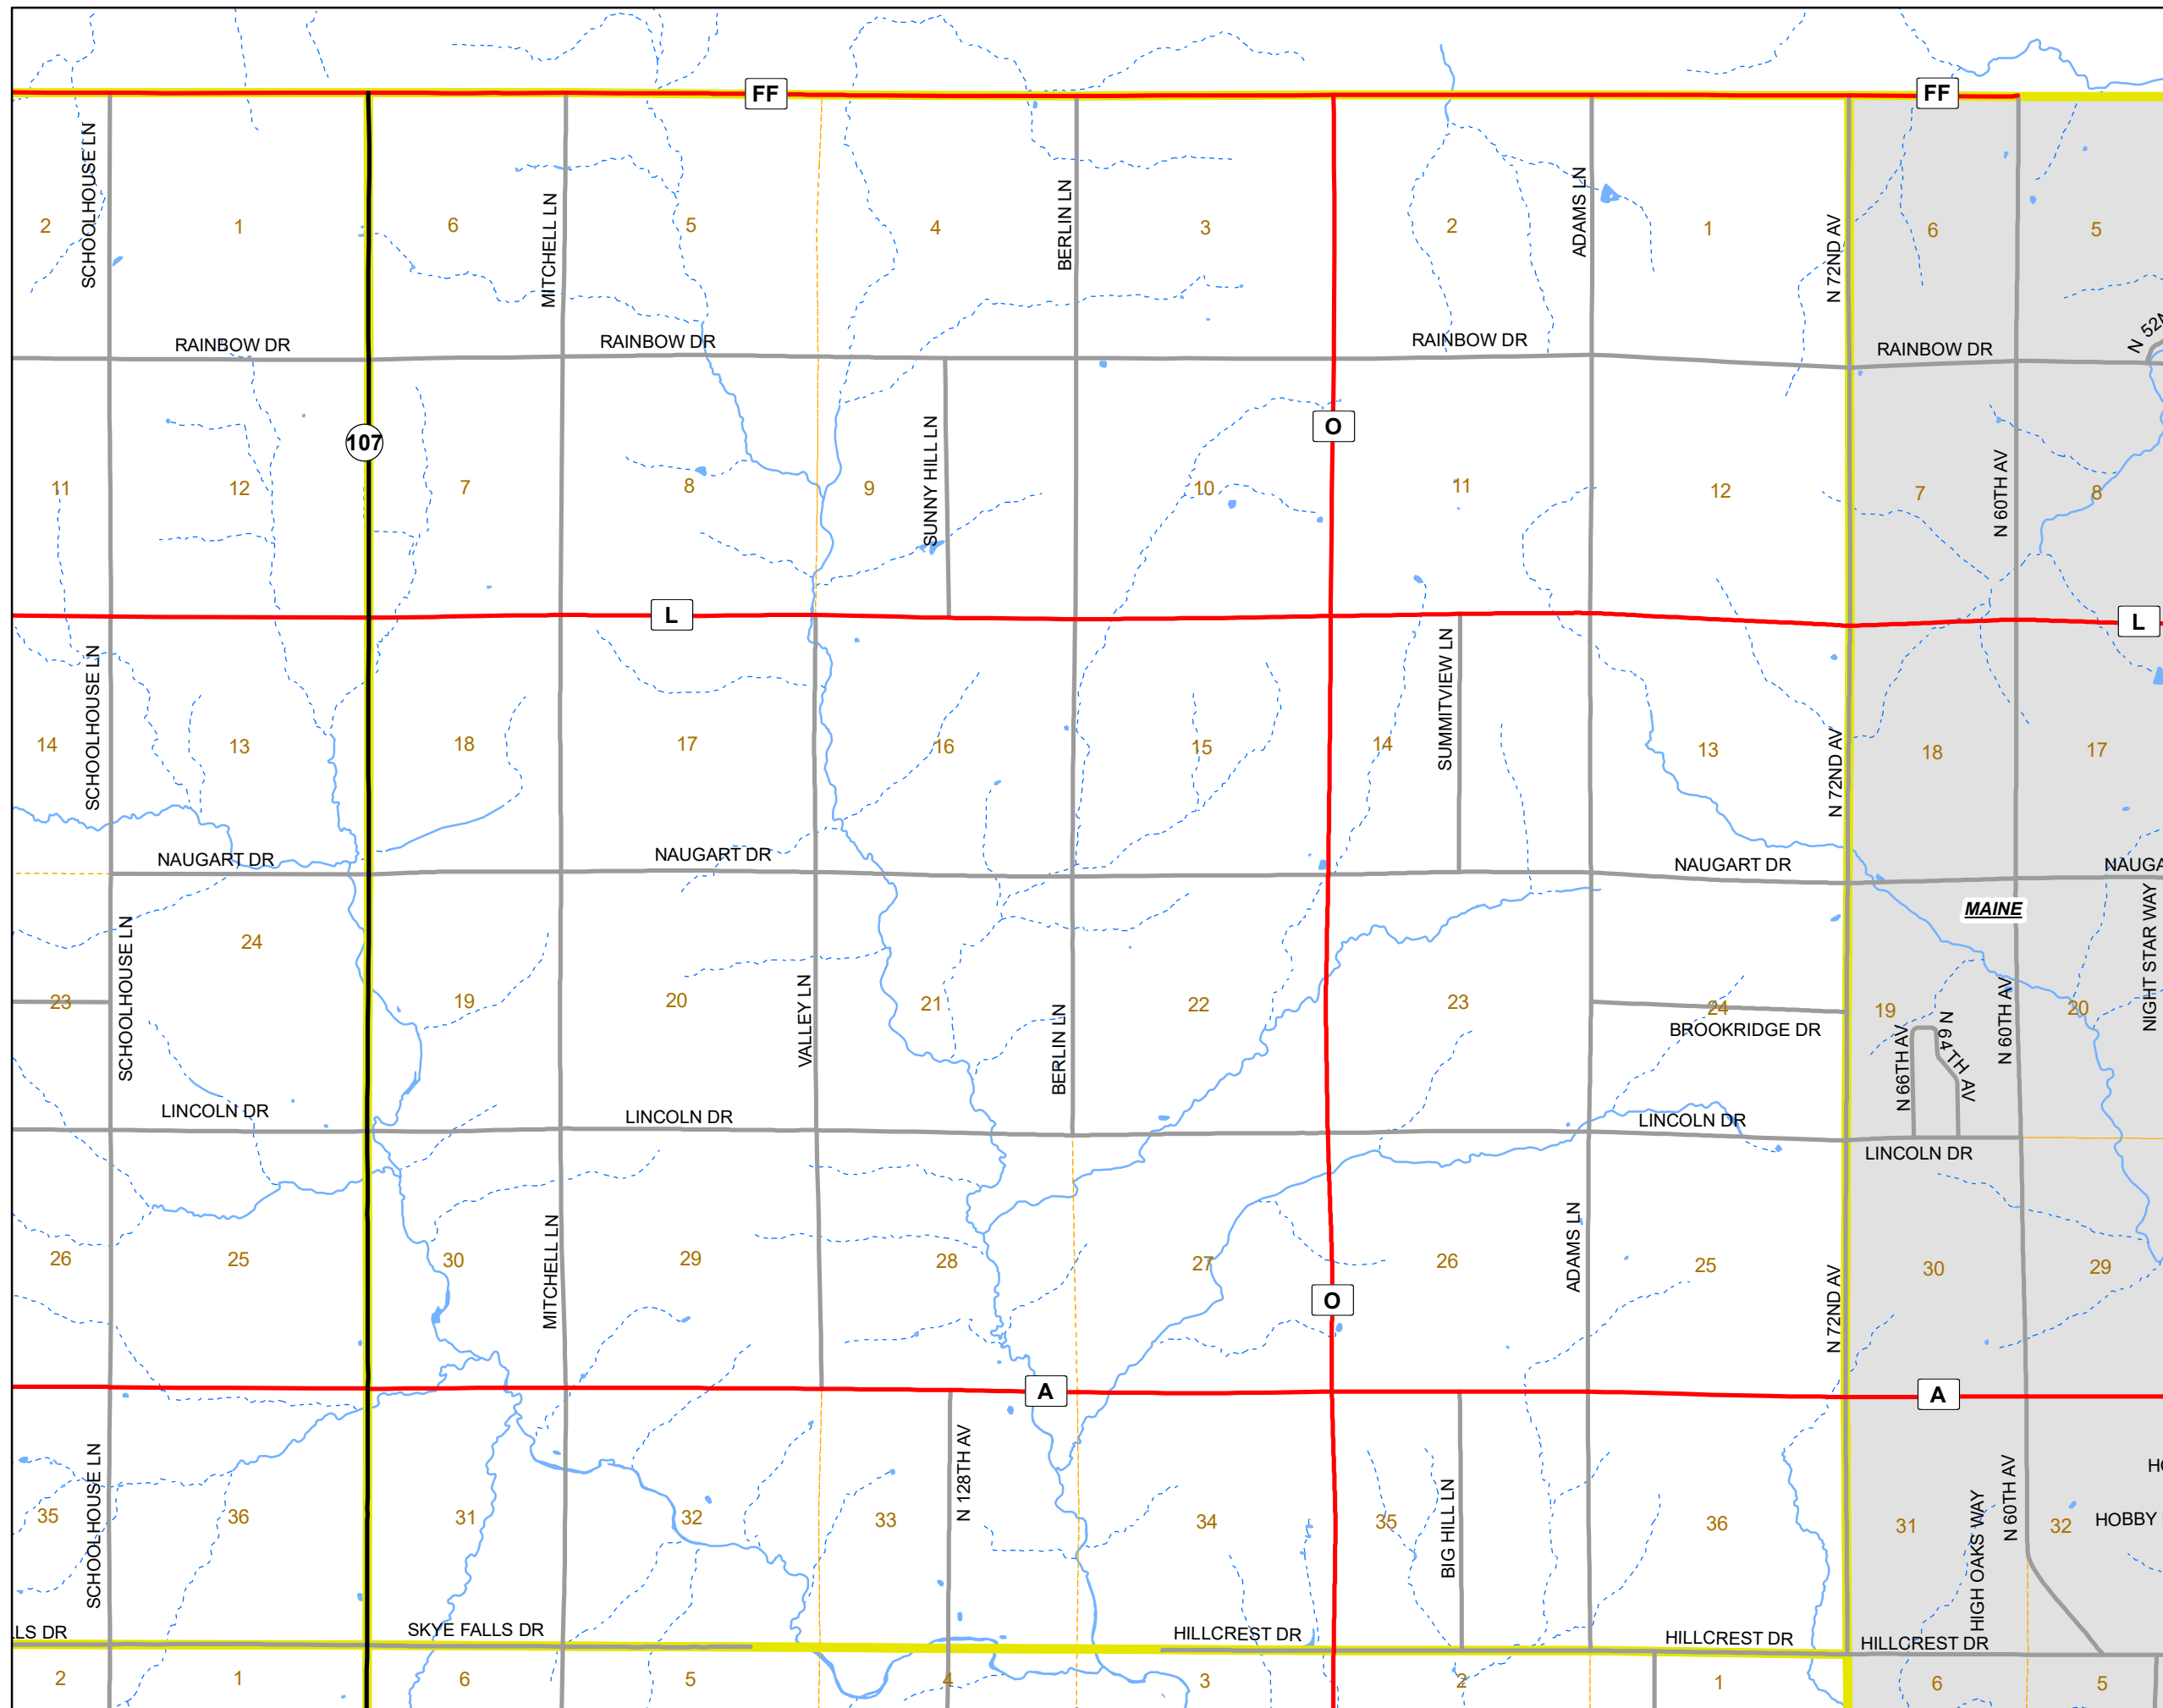 FF
FF
SCHOOLHOUSE LN
MITCHELL LN
BERLIN LN
ADAMS LN
N 72ND AV
2
1
6
5
4
3
2
1
6
5
RAINBOW DR
RAINBOW DR
RAINBOW DR
RAINBOW DR
107
O
SUNNY HILL LN
N 60TH AV
11
12
7
8
9
10
11
12
7
8
L
L
SCHOOLHOUSE LN
SUMMITVIEW LN
N 72ND AV
14
13
18
17
16
15
14
13
18
17
NAUGART DR
NAUGART DR
NAUGART DR
NAUGA
MAINE
24
SCHOOLHOUSE LN
VALLEY LN
BERLIN LN
N 60TH AV
NIGHT STAR WAY
23
19
20
21
22
23
24
19
20
BROOKRIDGE DR
N 66TH AV
N 64TH AV
LINCOLN DR
LINCOLN DR
LINCOLN DR
LINCOLN DR
MITCHELL LN
ADAMS LN
N 72ND AV
26
25
30
29
28
27
26
25
30
29
O
A
A
SCHOOLHOUSE LN
N 128TH AV
BIG HILL LN
HIGH OAKS WAY
N 60TH AV
35
36
31
32
33
34
35
36
31
32
HOBBY
LS DR
SKYE FALLS DR
HILLCREST DR
HILLCREST DR
HILLCREST DR
2
1
6
5
4
3
2
1
6
5